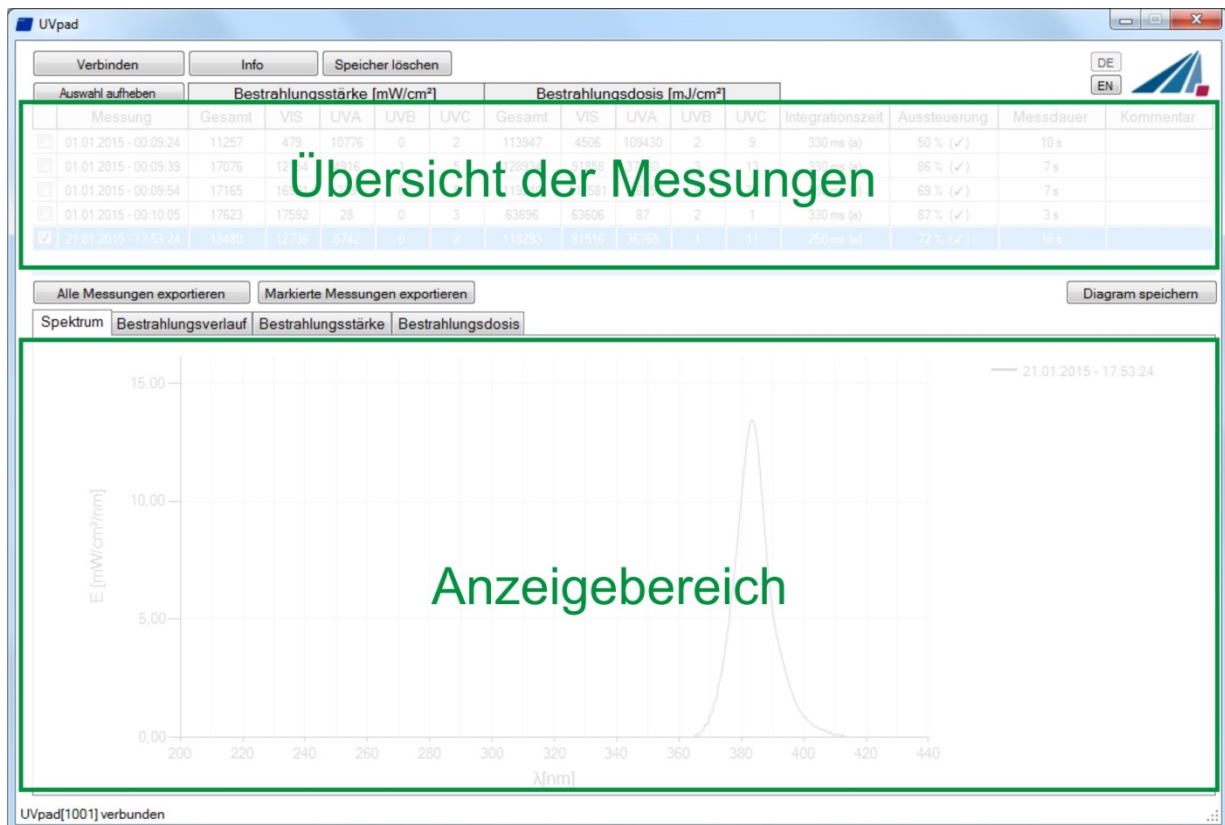 UVpad
Verbinden Info Speicher löschen DE
Auswahl aufheben Bestrahlungsstärke [mW/cm²] Bestrahlungsdosis [mJ/cm²] EN
Messung Gesamt VIS UVA UVB UVC Gesamt VIS UVA UVB UVC Integrationszeit Aussteuerung Messdauer Kommentar
01.01.2015 - 00:09:24 11257 479 10776 0 2 113947 4506 109430 2 9 330 ms (a) 50 % (✓) 10 s
01.01.2015 - 00:09:39 17076 86 % (✓) 7 s
01.01.2015 - 00:09:54 17165 69 % (✓) 7 s
01.01.2015 - 00:10:05 17623 17592 28 0 3 63696 63606 87 2 1 330 ms (a) 87 % (✓) 3 s
21.01.2015 - 17:53:24 18480 12736 5742 0 2 118293 81516 36765 1 11 250 ms (a) 72 % (✓) 10 s
Übersicht der Messungen
Alle Messungen exportieren Markierte Messungen exportieren Diagram speichern
Spektrum Bestrahlungsverlauf Bestrahlungsstärke Bestrahlungsdosis
21.01.2015 - 17:53:24
15.00
10.00
5.00
0.00
E [mW/cm²/nm]
Anzeigebereich
200 220 240 260 280 300 320 340 360 380 400 420 440
λ[nm]
UVpad[1001] verbunden